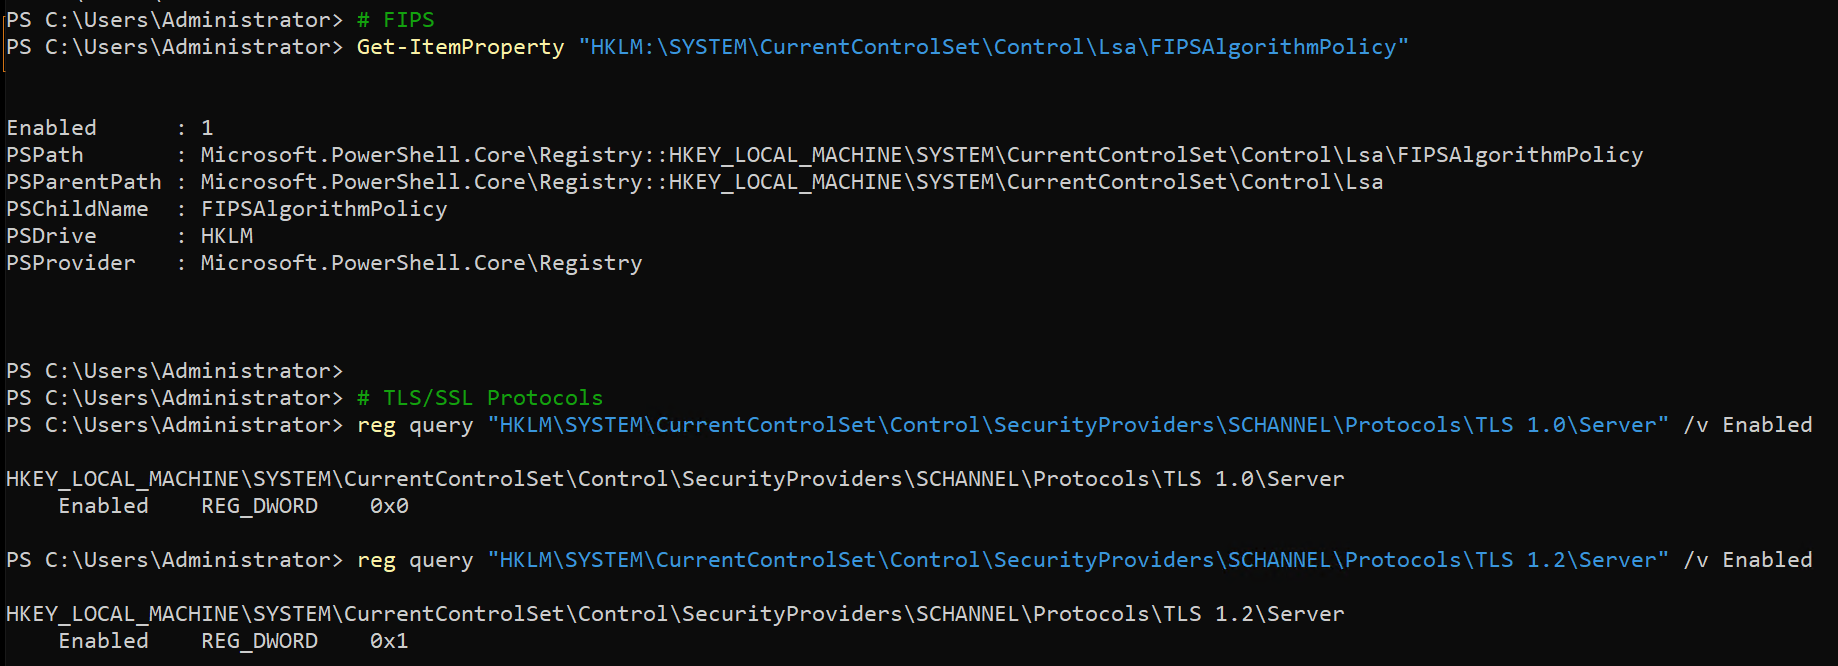 PS C:\Users\Administrator> # FIPS
PS C:\Users\Administrator> Get-ItemProperty "HKLM:\SYSTEM\CurrentControlSet\Control\Lsa\FIPSAlgorithmPolicy"
Enabled      : 1
PSPath       : Microsoft.PowerShell.Core\Registry::HKEY_LOCAL_MACHINE\SYSTEM\CurrentControlSet\Control\Lsa\FIPSAlgorithmPolicy
PSParentPath : Microsoft.PowerShell.Core\Registry::HKEY_LOCAL_MACHINE\SYSTEM\CurrentControlSet\Control\Lsa
PSChildName  : FIPSAlgorithmPolicy
PSDrive      : HKLM
PSProvider   : Microsoft.PowerShell.Core\Registry
PS C:\Users\Administrator>
PS C:\Users\Administrator> # TLS/SSL Protocols
PS C:\Users\Administrator> reg query "HKLM\SYSTEM\CurrentControlSet\Control\SecurityProviders\SCHANNEL\Protocols\TLS 1.0\Server" /v Enabled
HKEY_LOCAL_MACHINE\SYSTEM\CurrentControlSet\Control\SecurityProviders\SCHANNEL\Protocols\TLS 1.0\Server
    Enabled    REG_DWORD    0x0
PS C:\Users\Administrator> reg query "HKLM\SYSTEM\CurrentControlSet\Control\SecurityProviders\SCHANNEL\Protocols\TLS 1.2\Server" /v Enabled
HKEY_LOCAL_MACHINE\SYSTEM\CurrentControlSet\Control\SecurityProviders\SCHANNEL\Protocols\TLS 1.2\Server
    Enabled    REG_DWORD    0x1